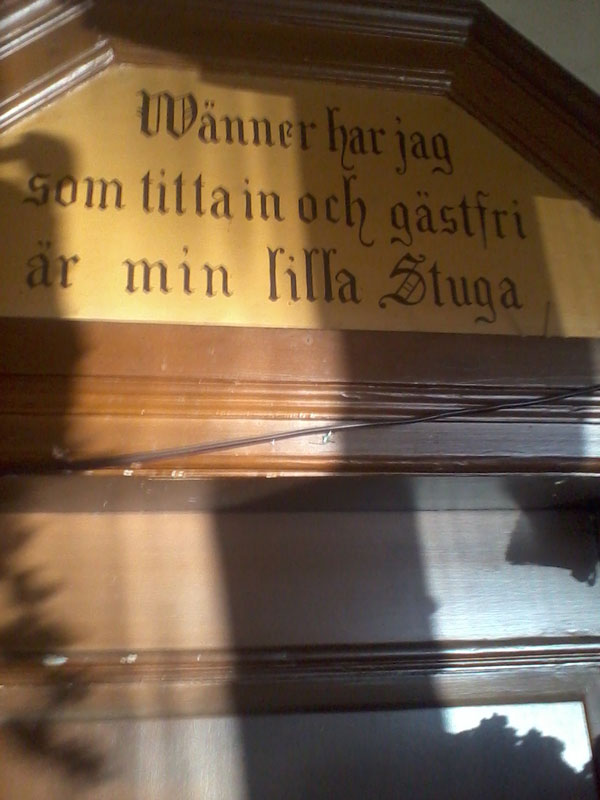 Wänner har jag
som titta in och gästfri
är min lilla Stuga